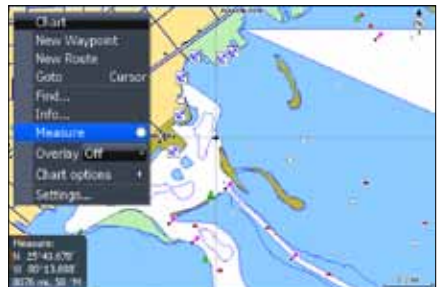 Chart
New Waypoint
New Route
Goto Cursor
Find...
Info...
Measure
Overlay Off
Chart options
Settings...
Measure:
N 25°43.678'
W 80°13.888'